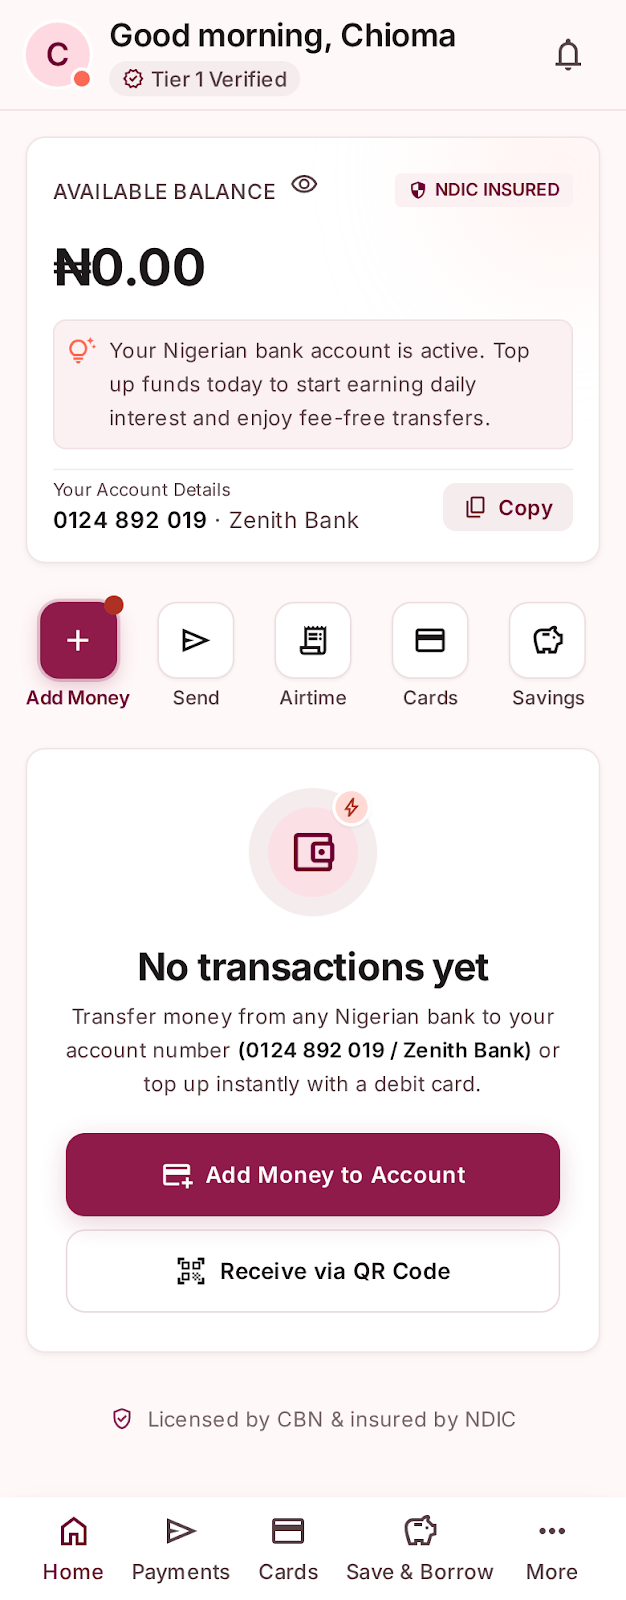 C
Good morning, Chioma
Tier 1 Verified
AVAILABLE BALANCE
NDIC INSURED
₦0.00
Your Nigerian bank account is active. Top
up funds today to start earning daily
interest and enjoy fee-free transfers.
Your Account Details
0124 892 019 · Zenith Bank
Copy
Add Money
Send
Airtime
Cards
Savings
No transactions yet
Transfer money from any Nigerian bank to your
account number (0124 892 019 / Zenith Bank) or
top up instantly with a debit card.
Add Money to Account
Receive via QR Code
Licensed by CBN & insured by NDIC
Home
Payments
Cards
Save & Borrow
More